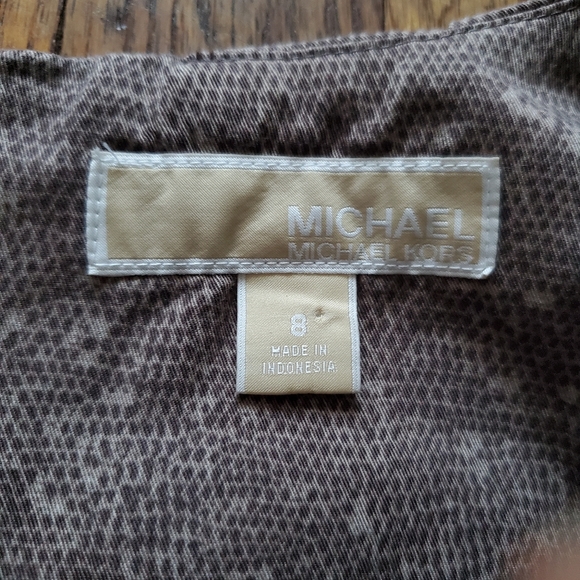 MICHAEL
MICHAEL KORS
8
MADE IN
INDONESIA